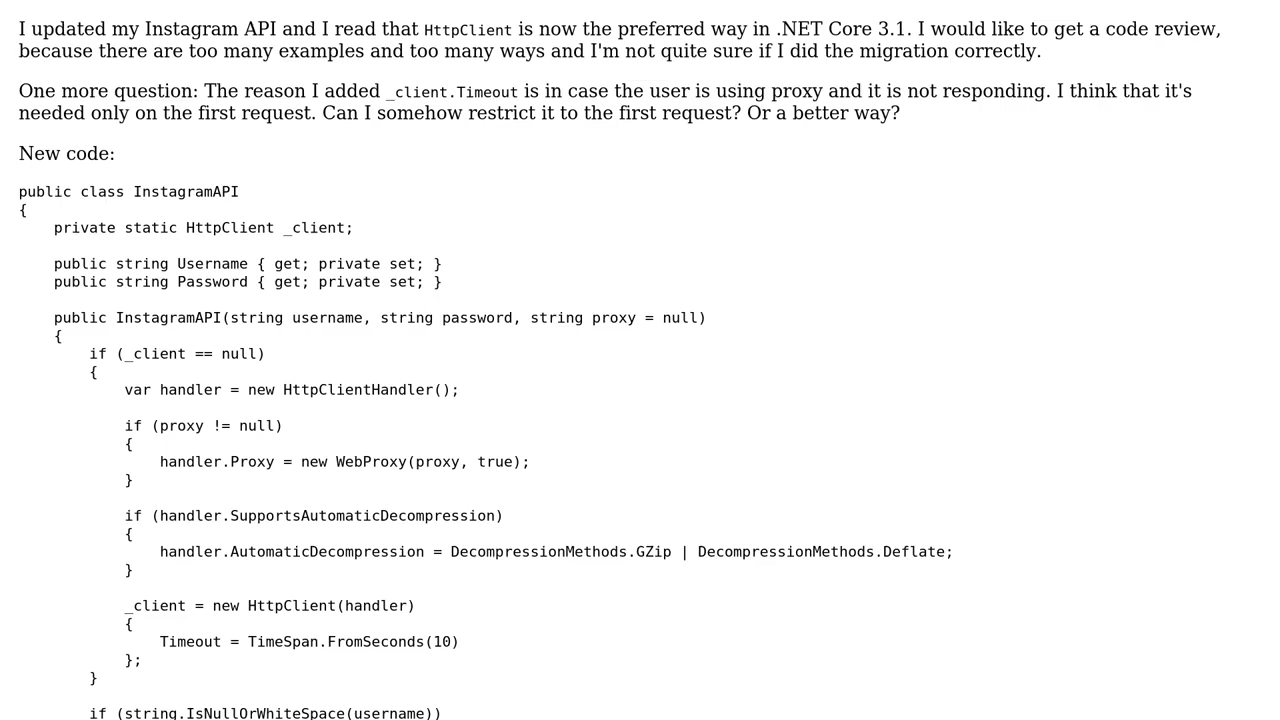 I updated my Instagram API and I read that HttpClient is now the preferred way in .NET Core 3.1. I would like to get a code review,
because there are too many examples and too many ways and I'm not quite sure if I did the migration correctly.
One more question: The reason I added _client.Timeout is in case the user is using proxy and it is not responding. I think that it's
needed only on the first request. Can I somehow restrict it to the first request? Or a better way?
New code:
public class InstagramAPI
{
    private static HttpClient _client;
    public string Username { get; private set; }
    public string Password { get; private set; }
    public InstagramAPI(string username, string password, string proxy = null)
    {
        if (_client == null)
        {
            var handler = new HttpClientHandler();
            if (proxy != null)
            {
                handler.Proxy = new WebProxy(proxy, true);
            }
            if (handler.SupportsAutomaticDecompression)
            {
                handler.AutomaticDecompression = DecompressionMethods.GZip | DecompressionMethods.Deflate;
            }
            _client = new HttpClient(handler)
            {
                Timeout = TimeSpan.FromSeconds(10)
            };
        }
        if (string.IsNullOrWhiteSpace(username))